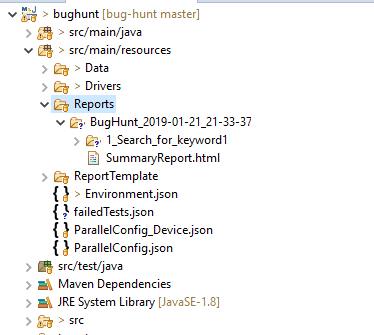 > bughunt [bug-hunt master]
> src/main/java
> src/main/resources
> Data
> Drivers
Reports
BugHunt_2019-01-21_21-33-37
> 1_Search_for_keyword1
SummaryReport.html
ReportTemplate
> Environment.json
failedTests.json
ParallelConfig_Device.json
ParallelConfig.json
src/test/java
Maven Dependencies
JRE System Library [JavaSE-1.8]
> src